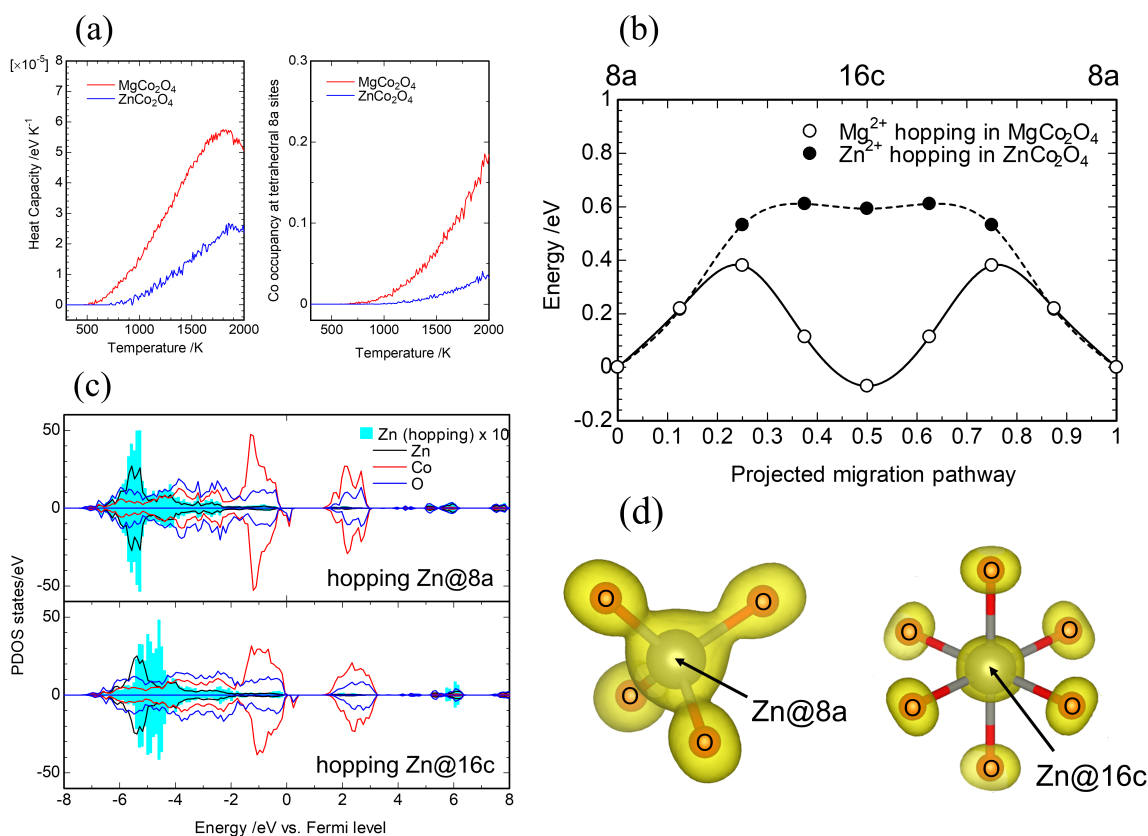 (a)
[×10⁻⁵]
8
7
6
5
4
3
2
1
0
Heat Capacity /eV K⁻¹
MgCo₂O₄
ZnCo₂O₄
500
1000
1500
2000
Temperature /K
0.3
0.2
0.1
0
Co occupancy at tetrahedral 8a sites
MgCo₂O₄
ZnCo₂O₄
500
1000
1500
2000
Temperature /K
(b)
8a
16c
8a
1
0.8
0.6
0.4
0.2
0
-0.2
Energy /eV
Mg²⁺ hopping in MgCo₂O₄
Zn²⁺ hopping in ZnCo₂O₄
0
0.1
0.2
0.3
0.4
0.5
0.6
0.7
0.8
0.9
1
Projected migration pathway
(c)
50
0
-50
Zn (hopping) x 10
Zn
Co
O
hopping Zn@8a
PDOS states/eV
50
0
-50
hopping Zn@16c
-8
-6
-4
-2
0
2
4
6
8
Energy /eV vs. Fermi level
(d)
O
O
O
O
Zn@8a
O
O
O
O
O
O
Zn@16c